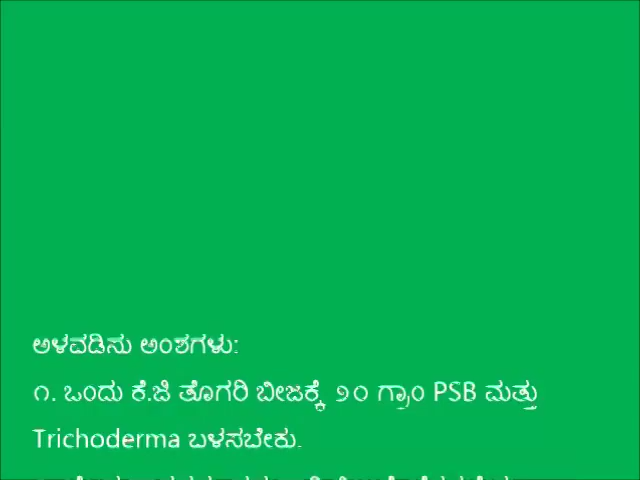 ಅಳವಡಿಸು ಅಂಶಗಳು:
೧. ಒಂದು ಕೆ.ಜಿ ತೊಗರಿ ಬೀಜಕ್ಕೆ ೨೦ ಗ್ರಾಂ PSB ಮತ್ತು
Trichoderma ಬಳಸಬೇಕು.